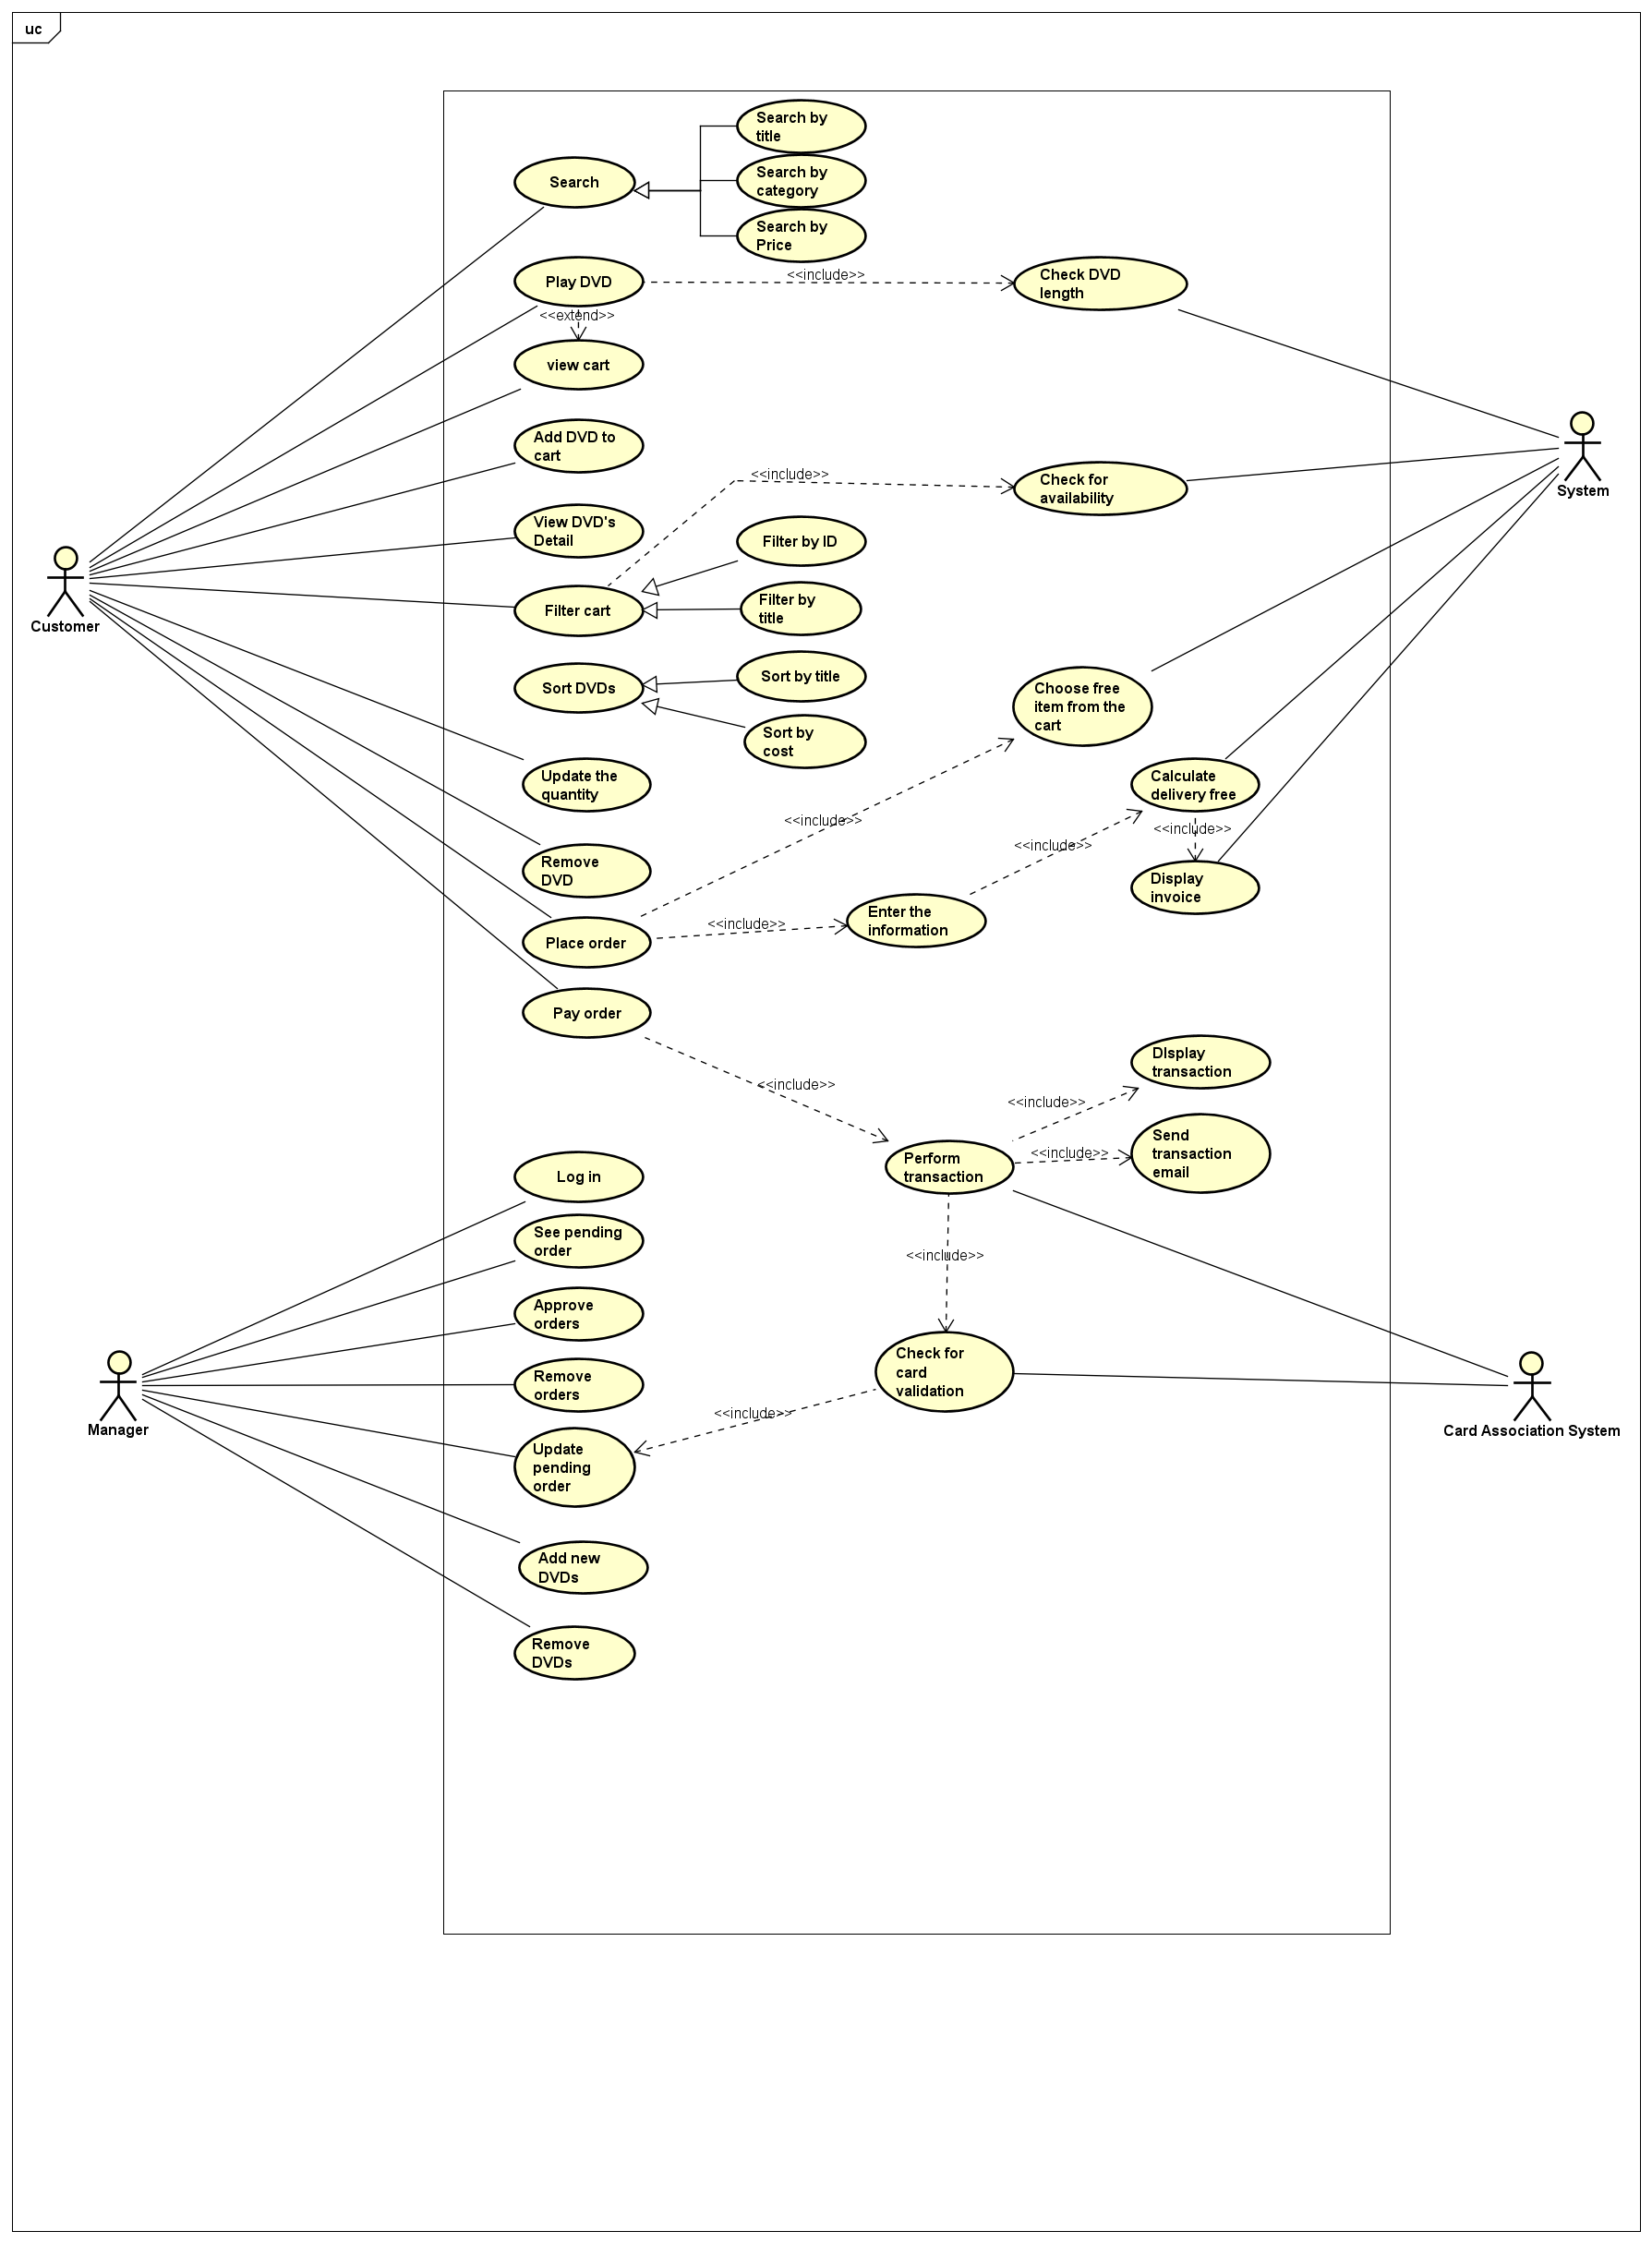 uc
Search by
title
Search
Search by
category
Search by
Price
Play DVD
<<include>>
Check DVD
length
<<extend>>
view cart
Add DVD to
cart
<<include>>
Check for
availability
View DVD's
Detail
Filter by ID
Filter cart
Filter by
title
Sort DVDs
Sort by title
Sort by
cost
Choose free
item from the
cart
System
Customer
Update the
quantity
Calculate
delivery free
<<include>>
<<include>>
<<include>>
Remove
DVD
Display
invoice
Place order
<<include>>
Enter the
information
Pay order
<<include>>
DIsplay
transaction
<<include>>
Perform
transaction
<<include>>
Send
transaction
email
Log in
See pending
order
<<include>>
Approve
orders
Remove
orders
Check for
card
validation
<<include>>
Manager
Card Association System
Update
pending
order
Add new
DVDs
Remove
DVDs